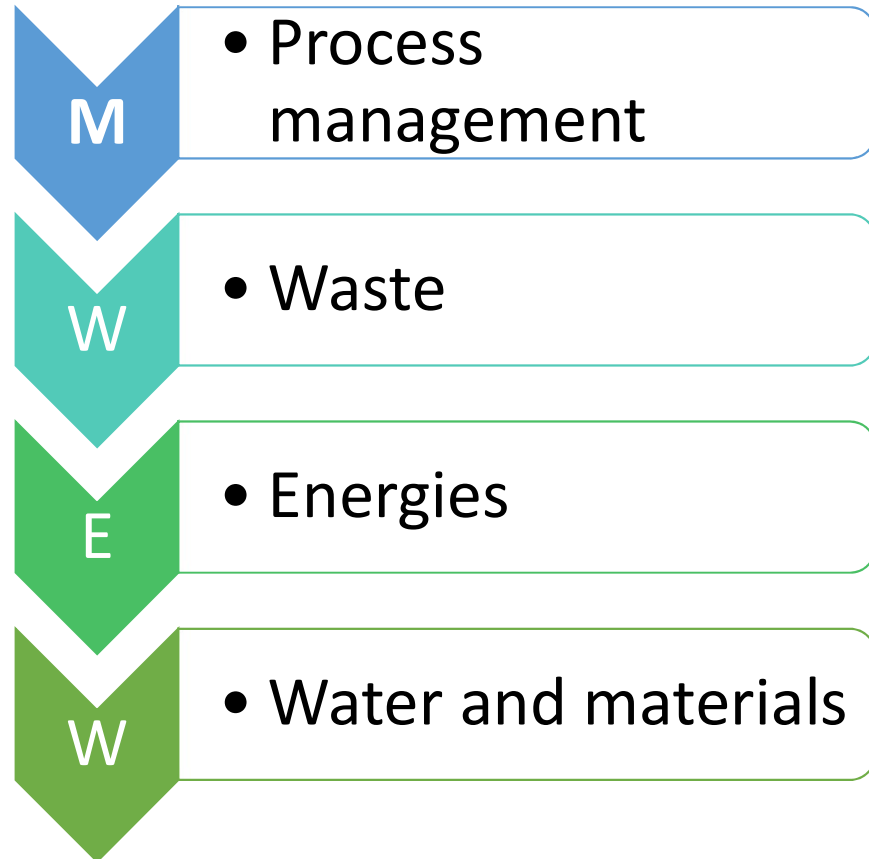 M
• Process
management
W
• Waste
E
• Energies
W
• Water and materials